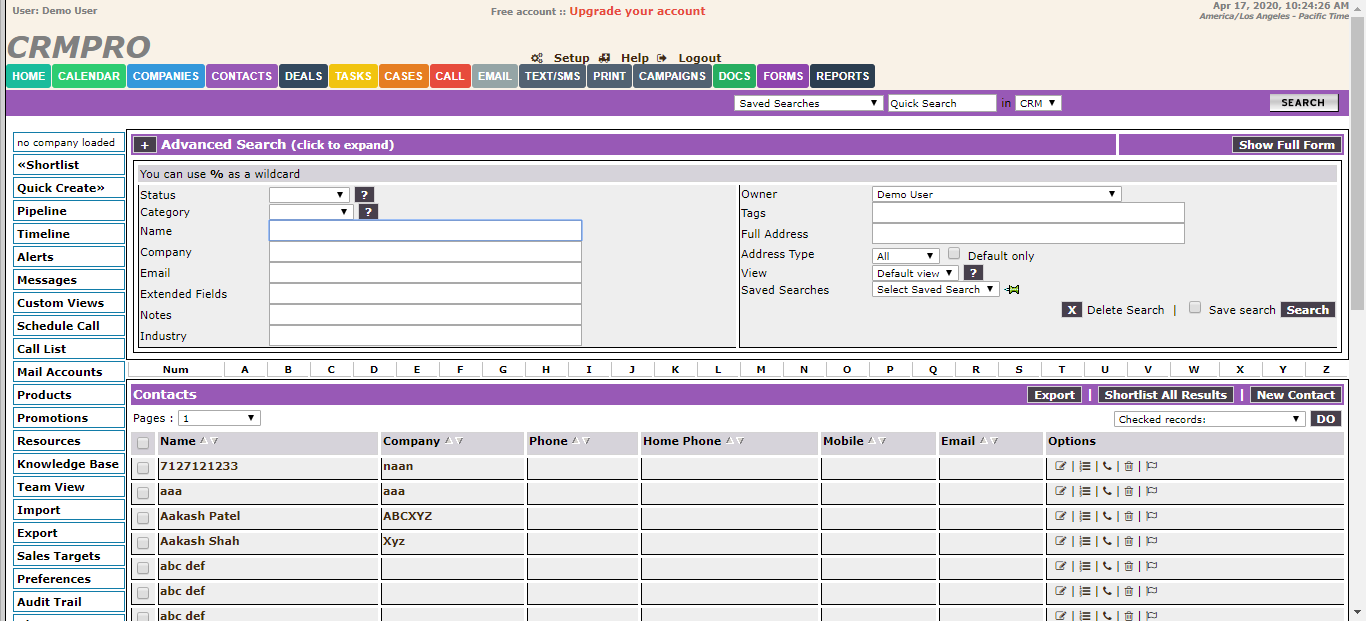 User: Demo User
Free account :: Upgrade your account
Apr 17, 2020, 10:24:26 AM
America/Los Angeles - Pacific Time
CRMPRO
Setup Help Logout
HOME CALENDAR COMPANIES CONTACTS DEALS TASKS CASES CALL EMAIL TEXT/SMS PRINT CAMPAIGNS DOCS FORMS REPORTS
Saved Searches Quick Search in CRM SEARCH
no company loaded
«Shortlist
Quick Create»
Pipeline
Timeline
Alerts
Messages
Custom Views
Schedule Call
Call List
Mail Accounts
Products
Promotions
Resources
Knowledge Base
Team View
Import
Export
Sales Targets
Preferences
Audit Trail
+ Advanced Search (click to expand) Show Full Form
You can use % as a wildcard
Status ?
Category ?
Name
Company
Email
Extended Fields
Notes
Industry
Owner Demo User
Tags
Full Address
Address Type All Default only
View Default view ?
Saved Searches Select Saved Search
X Delete Search | Save search Search
Num A B C D E F G H I J K L M N O P Q R S T U V W X Y Z
Contacts Export | Shortlist All Results | New Contact
Pages : 1 Checked records: DO
Name Company Phone Home Phone Mobile Email Options
7127121233 naan | | | |
aaa aaa | | | |
Aakash Patel ABCXYZ | | | |
Aakash Shah Xyz | | | |
abc def | | | |
abc def | | | |
abc def | | | |